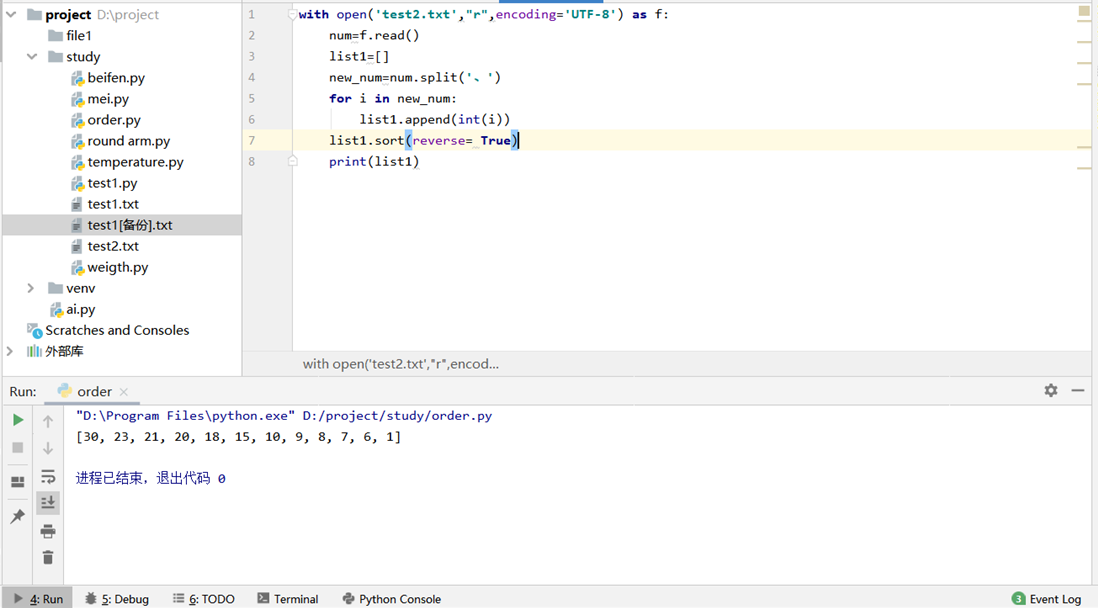 project D:\project
file1
study
beifen.py
mei.py
order.py
round arm.py
temperature.py
test1.py
test1.txt
test1[备份].txt
test2.txt
weigth.py
venv
ai.py
Scratches and Consoles
外部库
1 with open('test2.txt',"r",encoding='UTF-8') as f:
2 num=f.read()
3 list1=[]
4 new_num=num.split('、')
5 for i in new_num:
6 list1.append(int(i))
7 list1.sort(reverse= True)
8 print(list1)
with open('test2.txt',"r",encod...
Run: order
"D:\Program Files\python.exe" D:/project/study/order.py
[30, 23, 21, 20, 18, 15, 10, 9, 8, 7, 6, 1]
进程已结束，退出代码 0
4: Run 5: Debug 6: TODO Terminal Python Console 3 Event Log